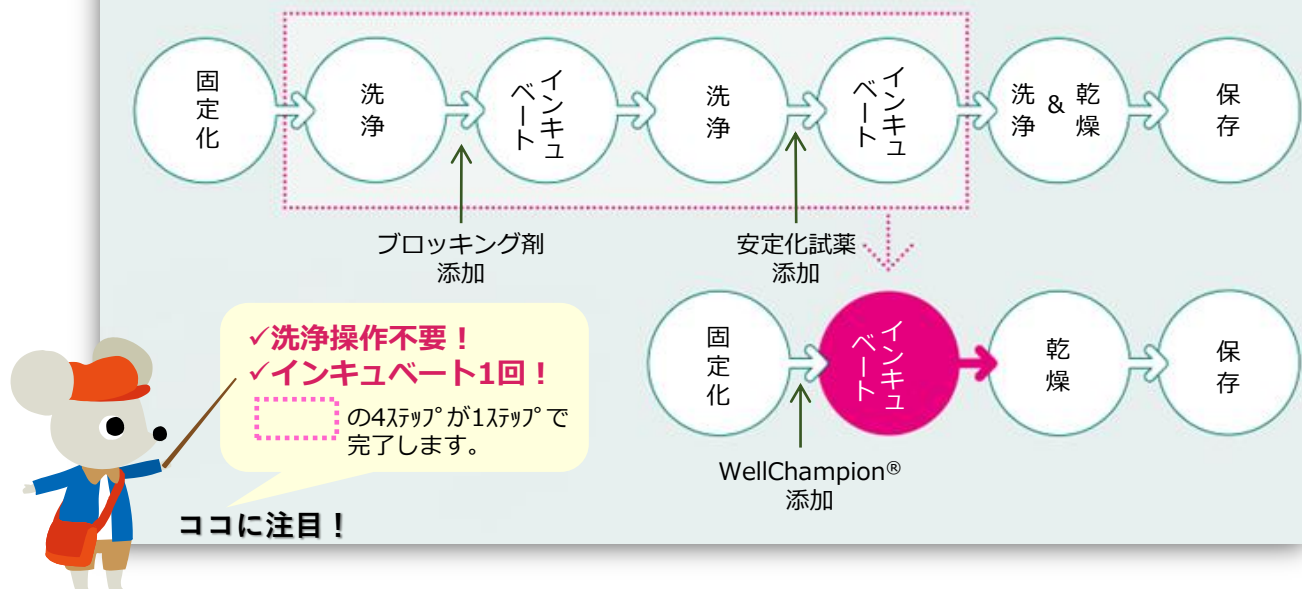 固定化
洗浄
インキュベート
洗浄
インキュベート
洗浄 & 乾燥
保存
ブロッキング剤
添加
安定化試薬
添加
✓洗浄操作不要！
✓インキュベート1回！
の4ｽﾃｯﾌﾟが1ｽﾃｯﾌﾟで
完了します。
ココに注目！
固定化
インキュベート
乾燥
保存
WellChampion®
添加